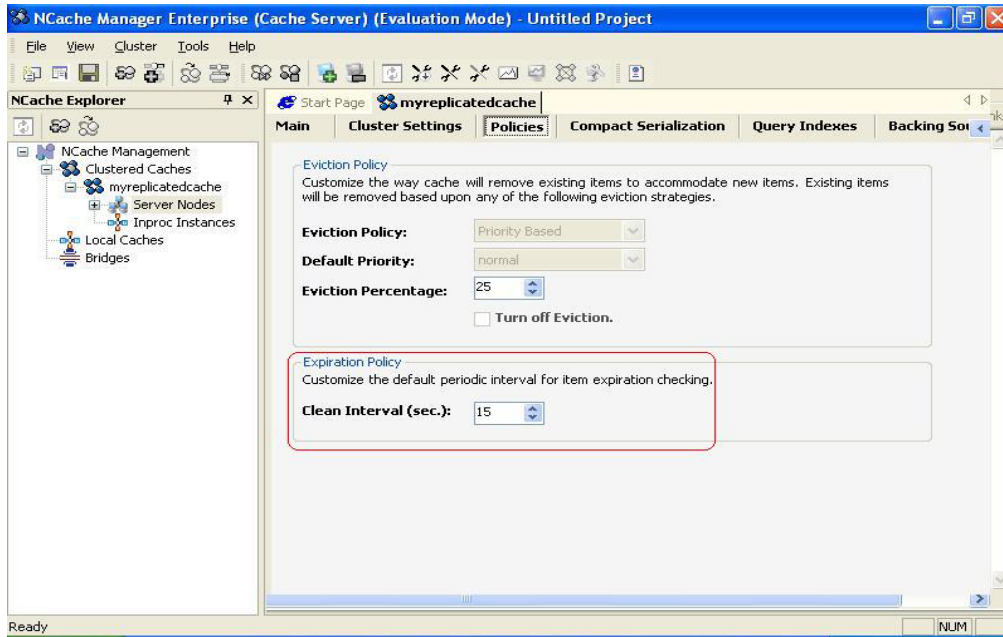 NCache Manager Enterprise (Cache Server) (Evaluation Mode) - Untitled Project
File View Cluster Tools Help
NCache Explorer
NCache Management
Clustered Caches
myreplicatedcache
Server Nodes
Inproc Instances
Local Caches
Bridges
Start Page myreplicatedcache
Main Cluster Settings Policies Compact Serialization Query Indexes
Eviction Policy
Customize the way cache will remove existing items to accommodate new items. Existing items
will be removed based upon any of the following eviction strategies.
Eviction Policy: Priority Based
Default Priority: normal
Eviction Percentage: 25
Turn off Eviction.
Expiration Policy
Customize the default periodic interval for item expiration checking.
Clean Interval (sec.): 15
Ready NUM